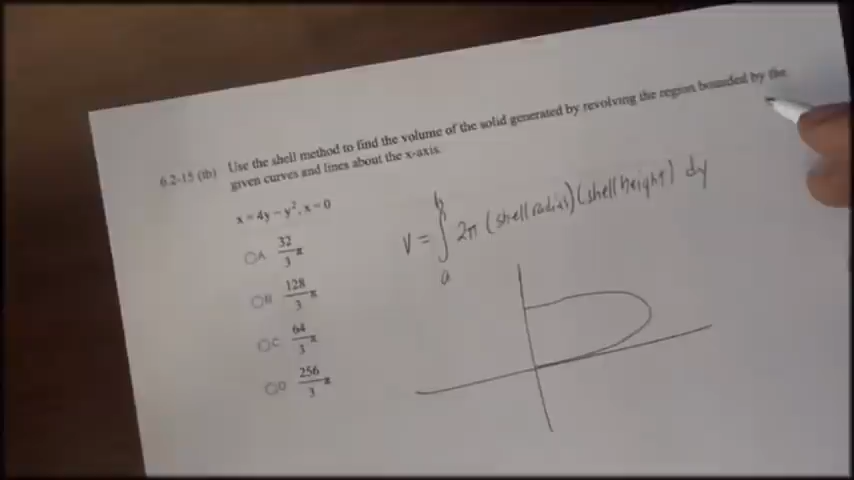 6.2-15 (tb) Use the shell method to find the volume of the solid generated by revolving the region bounded by the
given curves and lines about the x-axis.
x = 4y – y², x = 0
V = ∫ₐᵇ 2π (shell radius)(shell height) dy
A. 32/3 π
B. 128/3 π
C. 64/3 π
D. 256/3 π